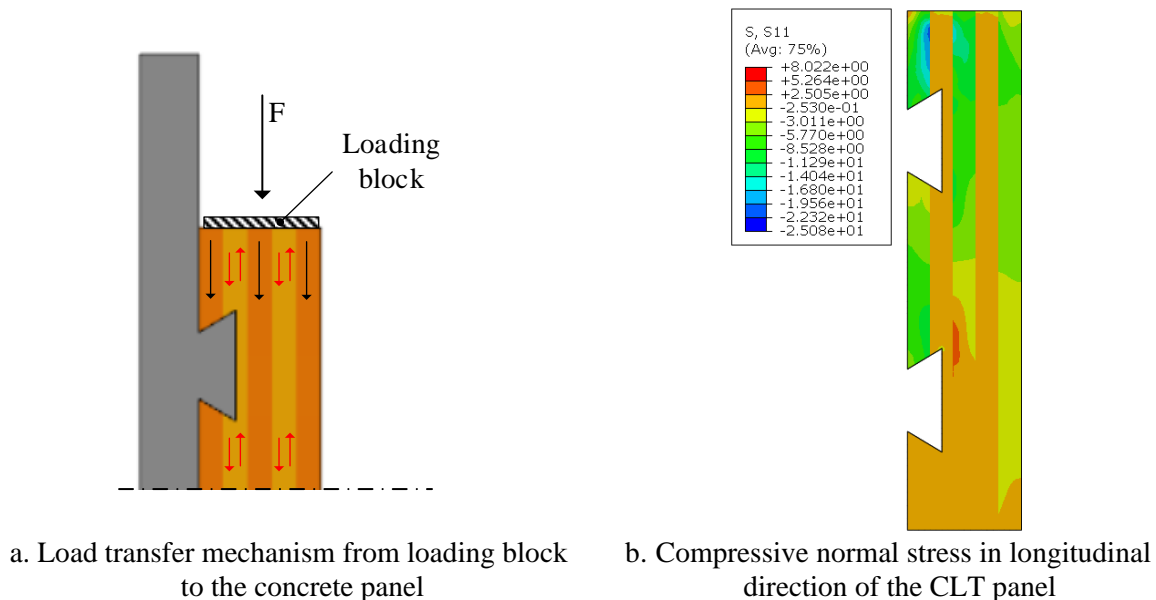 F
Loading
block
S, S11
(Avg: 75%)
+8.022e+00
+5.264e+00
+2.505e+00
-2.530e-01
-3.011e+00
-5.770e+00
-8.528e+00
-1.129e+01
-1.404e+01
-1.680e+01
-1.956e+01
-2.232e+01
-2.508e+01
a. Load transfer mechanism from loading block
to the concrete panel
b. Compressive normal stress in longitudinal
direction of the CLT panel